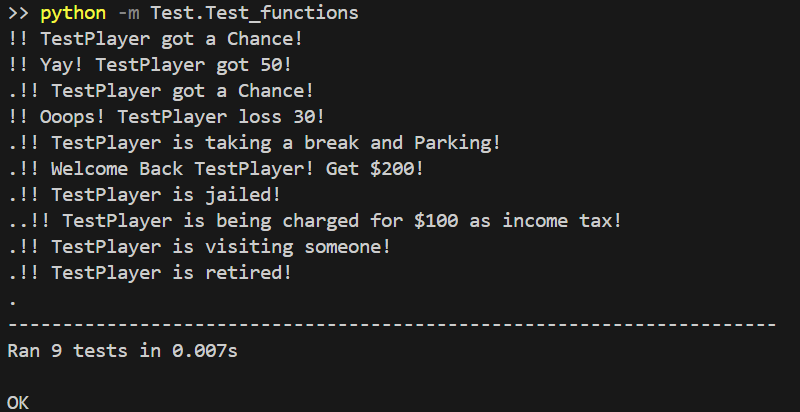 >> python -m Test.Test_functions
!! TestPlayer got a Chance!
!! Yay! TestPlayer got 50!
.!! TestPlayer got a Chance!
!! Ooops! TestPlayer loss 30!
.!! TestPlayer is taking a break and Parking!
.!! Welcome Back TestPlayer! Get $200!
.!! TestPlayer is jailed!
..!! TestPlayer is being charged for $100 as income tax!
.!! TestPlayer is visiting someone!
.!! TestPlayer is retired!
.
----------------------------------------------------------------------
Ran 9 tests in 0.007s
OK